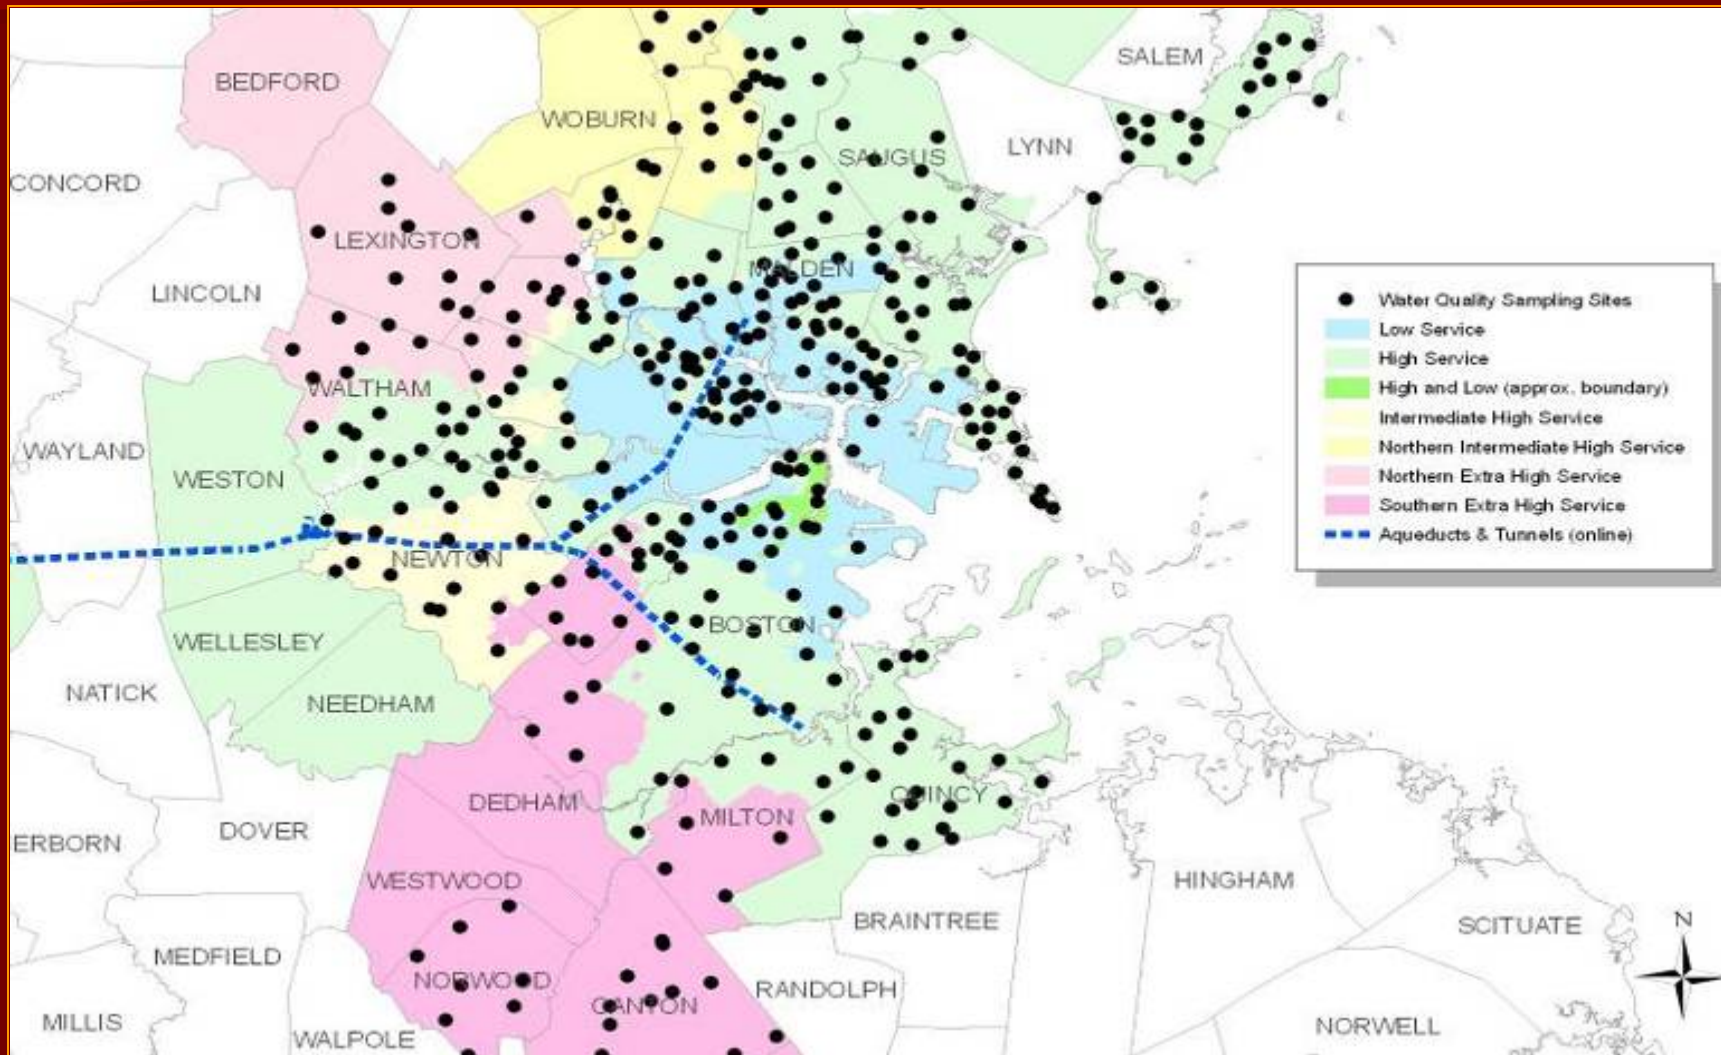 SALEM
BEDFORD
WOBURN
LYNN
SAUGUS
CONCORD
LEXINGTON
MALDEN
LINCOLN
WALTHAM
WAYLAND
WESTON
NEWTON
BOSTON
WELLESLEY
NATICK
NEEDHAM
DEDHAM
QUINCY
MILTON
DOVER
ERBORN
WESTWOOD
HINGHAM
BRAINTREE
SCITUATE
MEDFIELD
NORWOOD
RANDOLPH
CANTON
MILLIS
WALPOLE
NORWELL
Water Quality Sampling Sites
Low Service
High Service
High and Low (approx. boundary)
Intermediate High Service
Northern Intermediate High Service
Northern Extra High Service
Southern Extra High Service
Aqueducts & Tunnels (online)
N